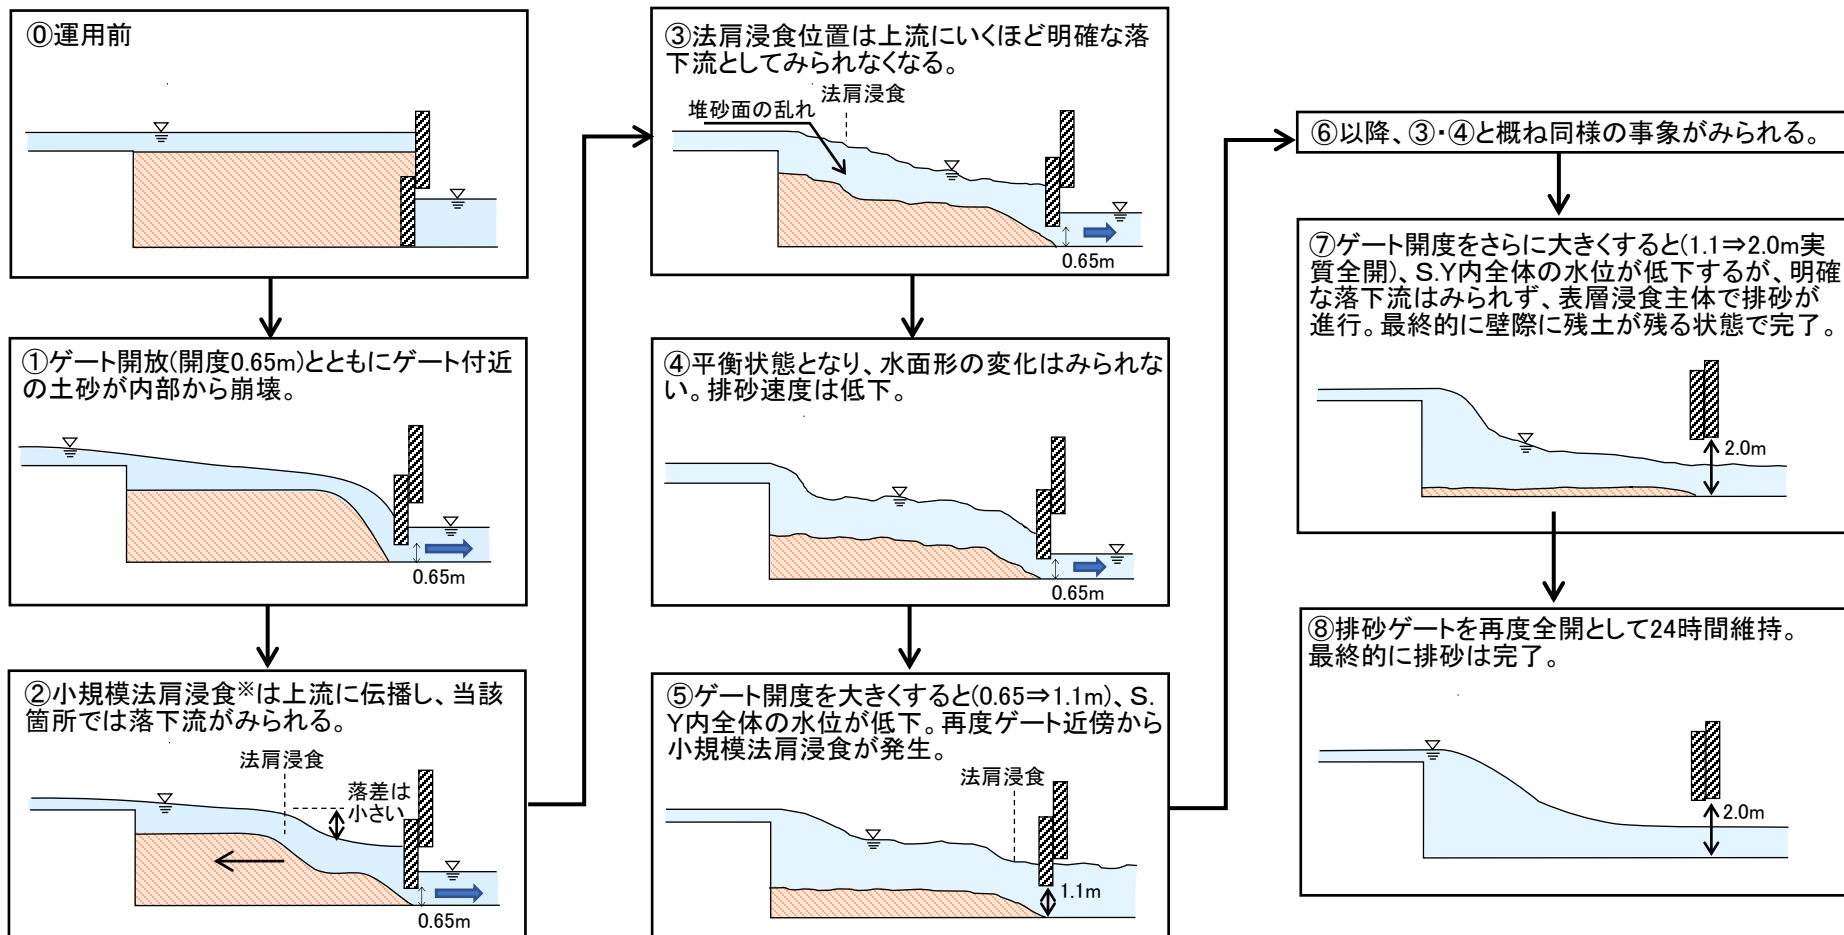 ⓪運用前
①ゲート開放(開度0.65m)とともにゲート付近
の土砂が内部から崩壊。
0.65m
②小規模法肩浸食※は上流に伝播し、当該
箇所では落下流がみられる。
法肩浸食
落差は
小さい
0.65m
③法肩浸食位置は上流にいくほど明確な落
下流としてみられなくなる。
法肩浸食
堆砂面の乱れ
0.65m
④平衡状態となり、水面形の変化はみられな
い。排砂速度は低下。
0.65m
⑤ゲート開度を大きくすると(0.65⇒1.1m)、S.
Y内全体の水位が低下。再度ゲート近傍から
小規模法肩浸食が発生。
法肩浸食
1.1m
⑥以降、③・④と概ね同様の事象がみられる。
⑦ゲート開度をさらに大きくすると(1.1⇒2.0m実
質全開)、S.Y内全体の水位が低下するが、明確
な落下流はみられず、表層浸食主体で排砂が
進行。最終的に壁際に残土が残る状態で完了。
2.0m
⑧排砂ゲートを再度全開として24時間維持。
最終的に排砂は完了。
2.0m